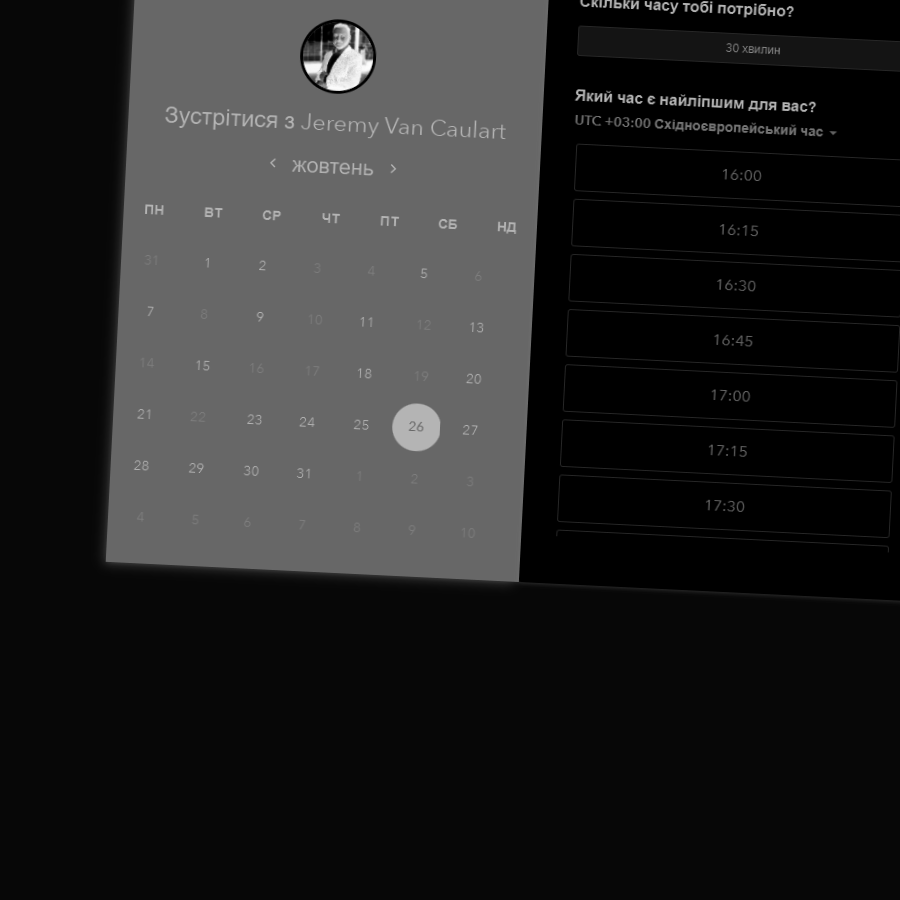 Скільки часу тобі потрібно?
30 хвилин
Зустрітися з Jeremy Van Caulart
жовтень
ПН ВТ СР ЧТ ПТ СБ НД
31 1 2 3 4 5 6
7 8 9 10 11 12 13
14 15 16 17 18 19 20
21 22 23 24 25 26 27
28 29 30 31 1 2 3
4 5 6 7 8 9 10
Який час є найліпшим для вас?
UTC +03:00 Східноєвропейський час
16:00
16:15
16:30
16:45
17:00
17:15
17:30